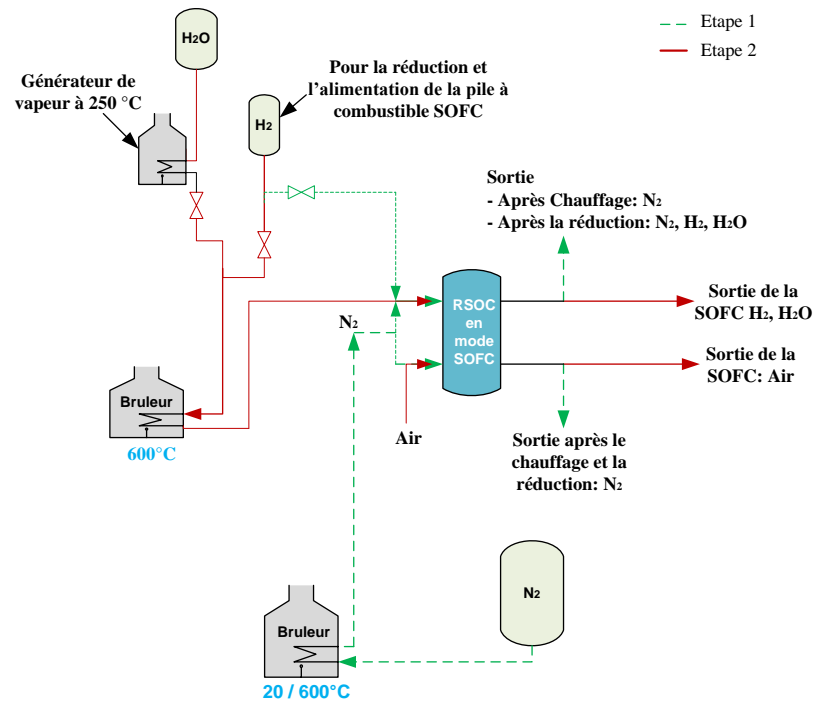 Etape 1
Etape 2
H2O
Générateur de
vapeur à 250 °C
Pour la réduction et
l'alimentation de la pile à
combustible SOFC
H2
Sortie
- Après Chauffage: N2
- Après la réduction: N2, H2, H2O
RSOC
en
mode
SOFC
Sortie de la
SOFC H2, H2O
N2
Sortie de la
SOFC: Air
Bruleur
600°C
Air
Sortie après le
chauffage et la
réduction: N2
N2
Bruleur
20 / 600°C